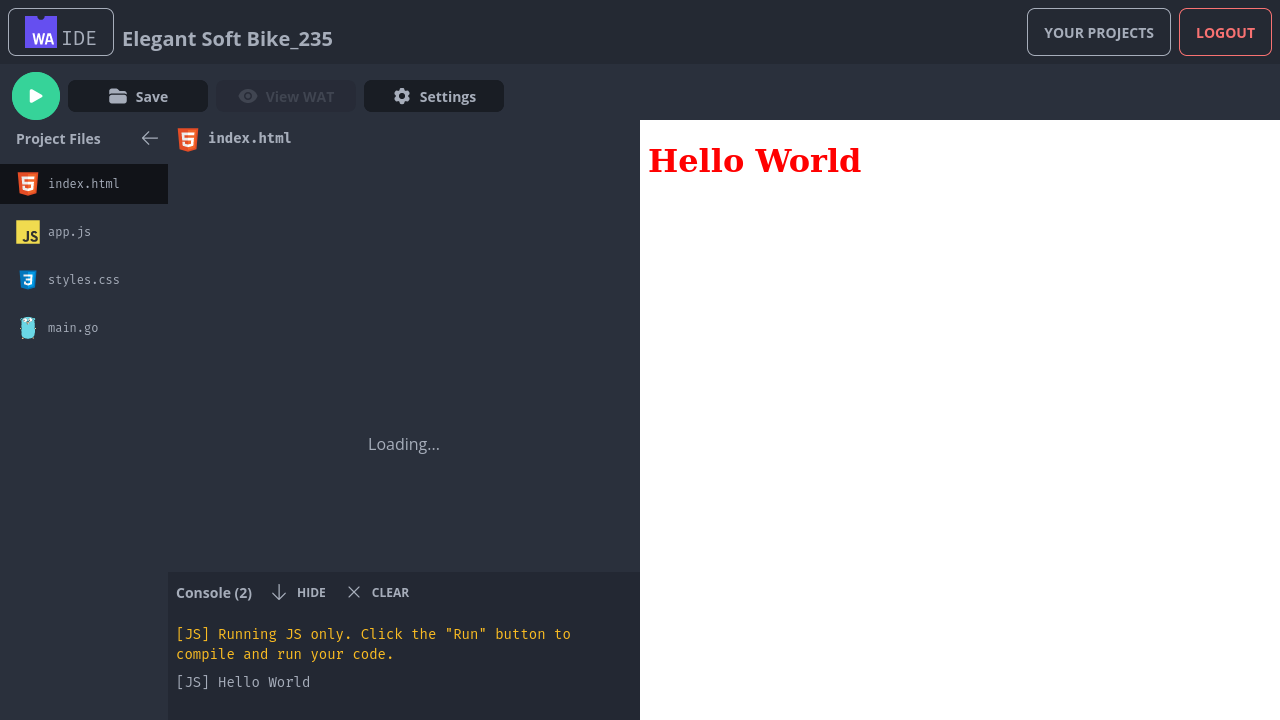 WA IDE
Elegant Soft Bike_235
YOUR PROJECTS
LOGOUT
Save
View WAT
Settings
Project Files
index.html
app.js
JS
styles.css
main.go
index.html
Loading...
Console (2)
HIDE
CLEAR
[JS] Running JS only. Click the "Run" button to
compile and run your code.
[JS] Hello World
Hello World